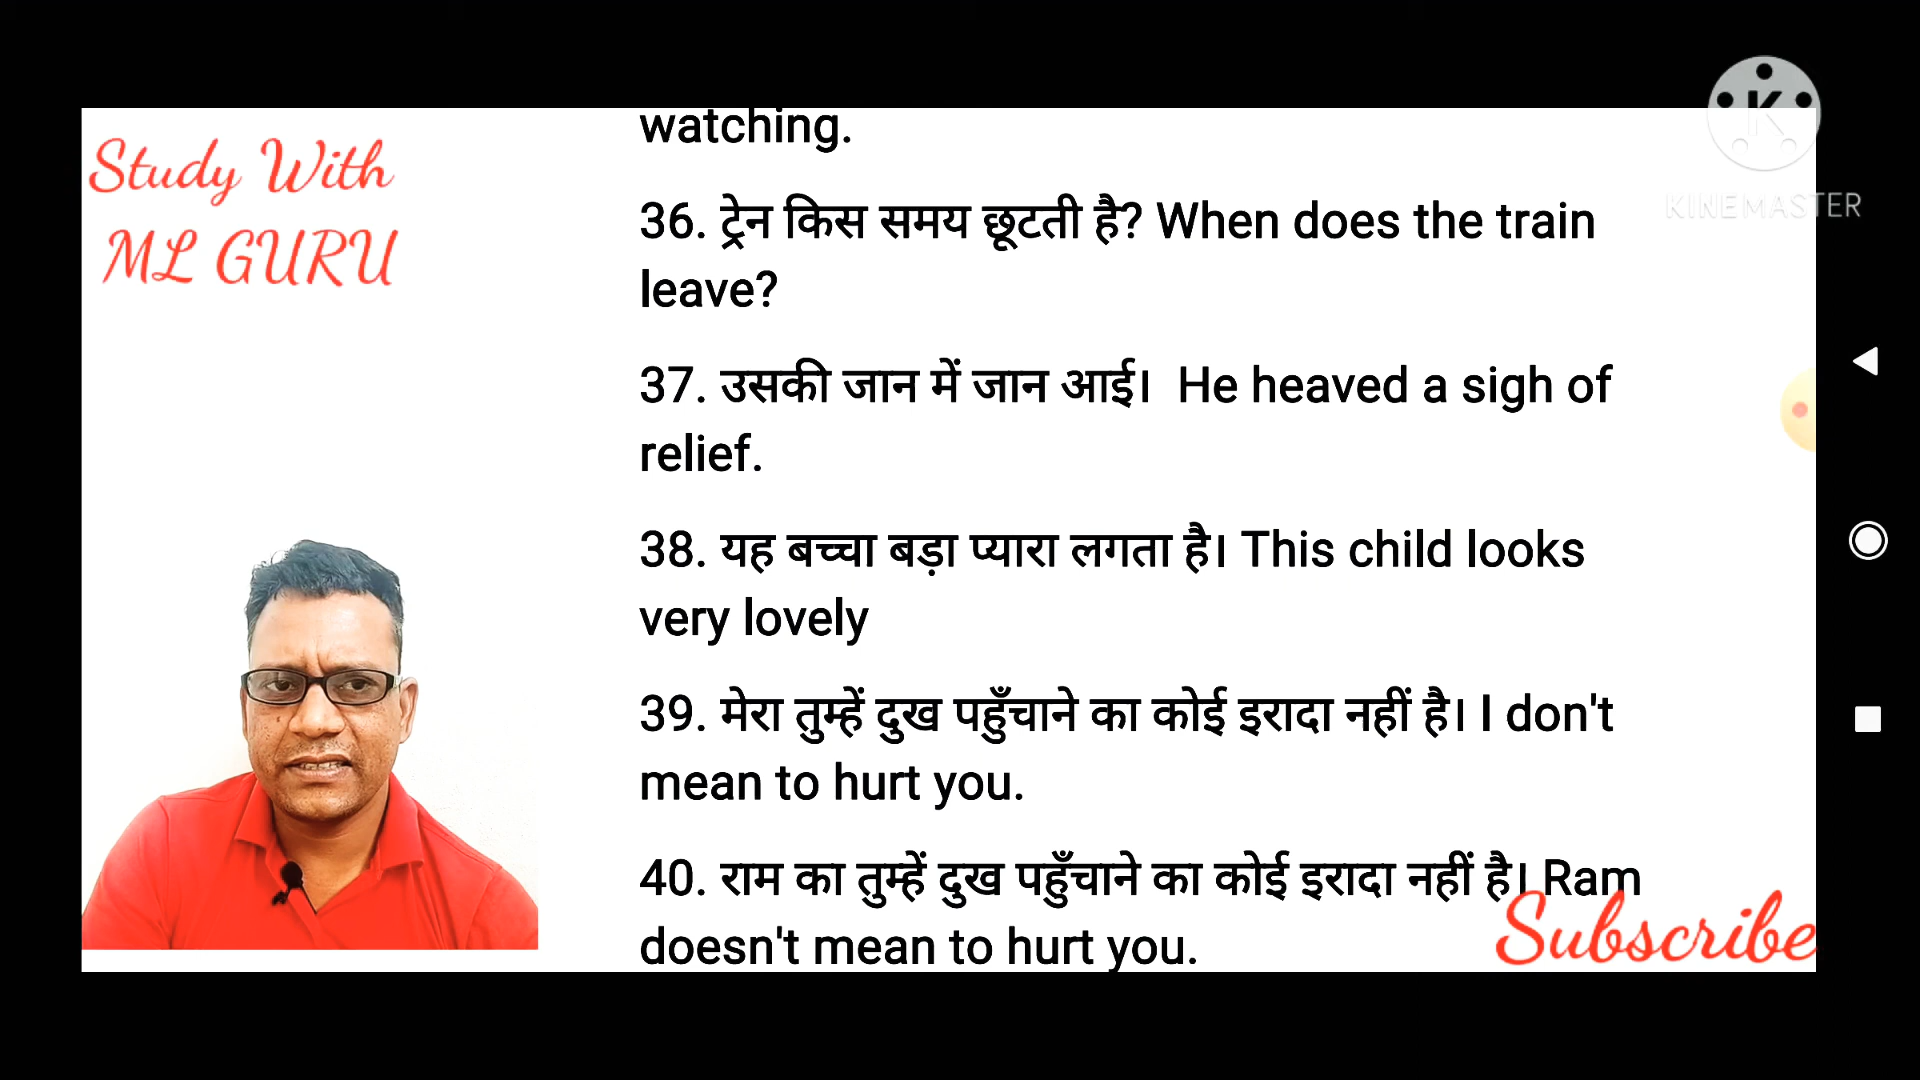 Study With
ML GURU
watching.
36. ट्रेन किस समय छूटती है? When does the train
leave?
37. उसकी जान में जान आई।  He heaved a sigh of
relief.
38. यह बच्चा बड़ा प्यारा लगता है। This child looks
very lovely
39. मेरा तुम्हें दुख पहुँचाने का कोई इरादा नहीं है। I don't
mean to hurt you.
40. राम का तुम्हें दुख पहुँचाने का कोई इरादा नहीं है। Ram
doesn't mean to hurt you.
Subscribe
K
KINEMASTER